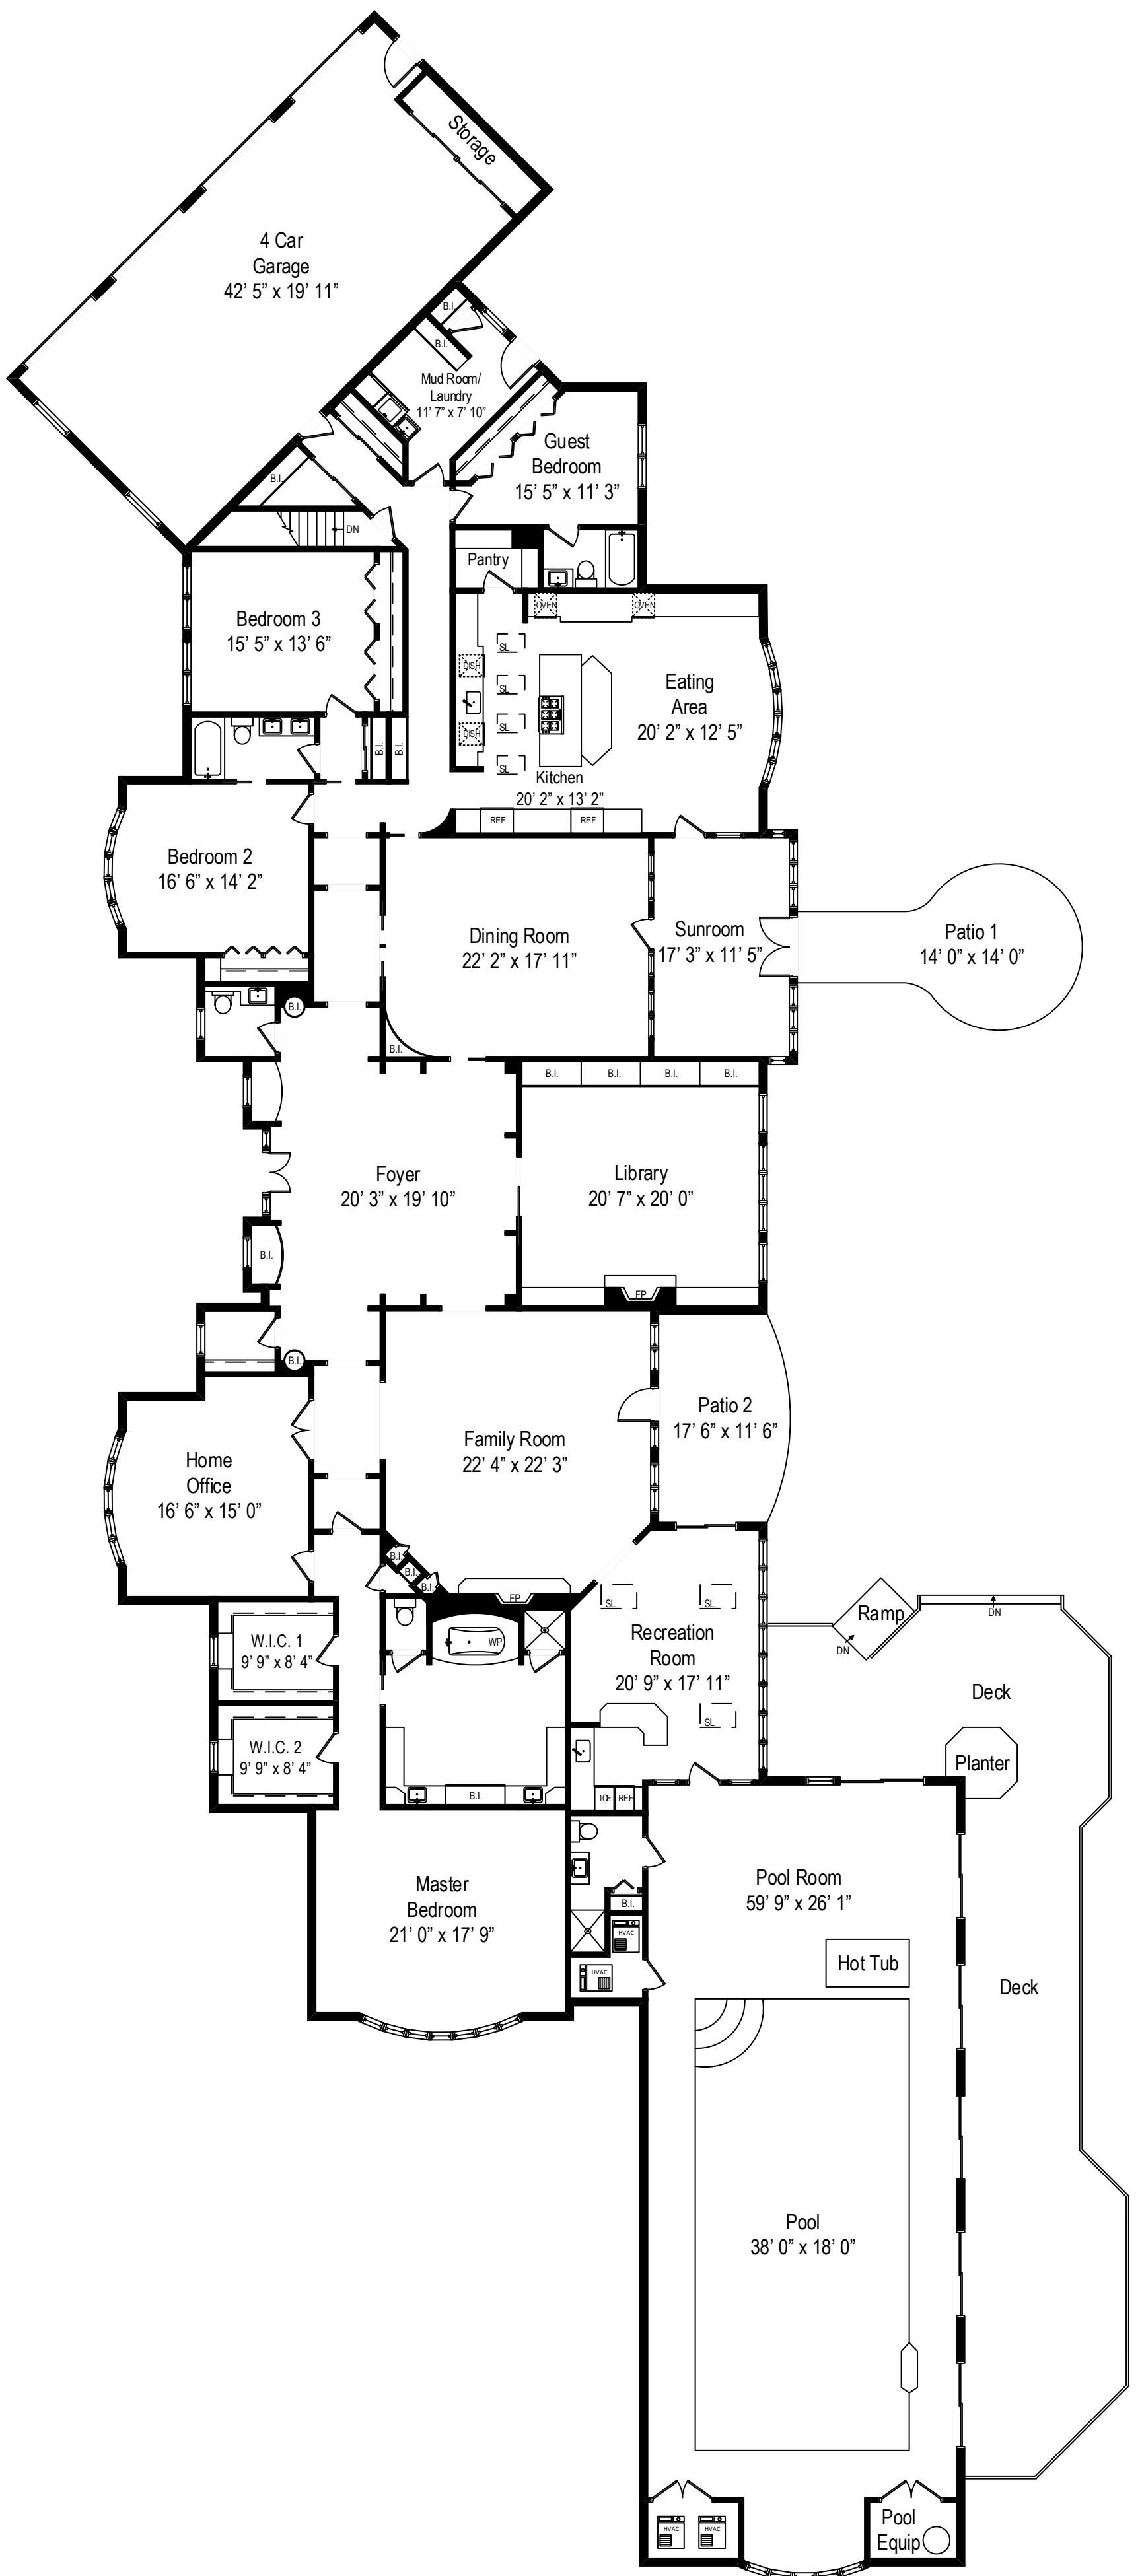 Storage
4 Car
Garage
42' 5" x 19' 11"
B.I.
B.I.
Mud Room/
Laundry
11' 7" x 7' 10"
Guest
Bedroom
15' 5" x 11' 3"
B.I.
DN
Pantry
Bedroom 3
15' 5" x 13' 6"
OVEN
OVEN
SL
DISH
SL
SL
DISH
SL
Eating
Area
20' 2" x 12' 5"
B.I.
B.I.
Kitchen
20' 2" x 13' 2"
REF
REF
Bedroom 2
16' 6" x 14' 2"
Dining Room
22' 2" x 17' 11"
Sunroom
17' 3" x 11' 5"
Patio 1
14' 0" x 14' 0"
B.I.
B.I.
B.I.
B.I.
B.I.
B.I.
Foyer
20' 3" x 19' 10"
Library
20' 7" x 20' 0"
B.I.
FP
B.I.
Patio 2
17' 6" x 11' 6"
Family Room
22' 4" x 22' 3"
Home
Office
16' 6" x 15' 0"
B.I.
B.I.
B.I.
FP
SL
SL
Ramp
DN
DN
WP
W.I.C. 1
9' 9" x 8' 4"
Recreation
Room
20' 9" x 17' 11"
Deck
SL
W.I.C. 2
9' 9" x 8' 4"
Planter
B.I.
ICE
REF
Master
Bedroom
21' 0" x 17' 9"
Pool Room
59' 9" x 26' 1"
B.I.
HVAC
HVAC
Hot Tub
Deck
Pool
38' 0" x 18' 0"
HVAC
HVAC
Pool
Equip